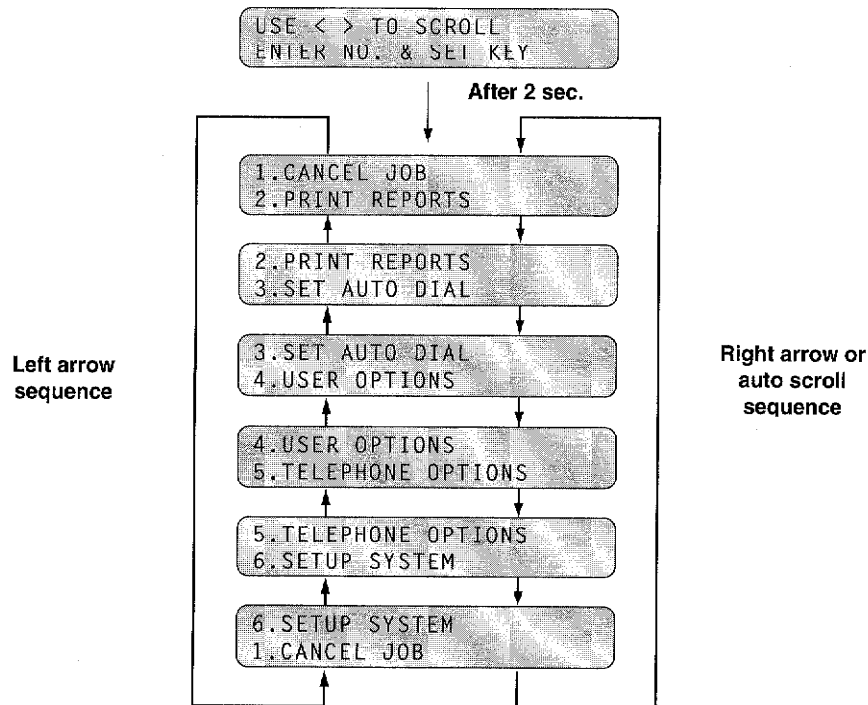 USE < > TO SCROLL
ENTER NO. & SET KEY
After 2 sec.
1.CANCEL JOB
2.PRINT REPORTS
2.PRINT REPORTS
3.SET AUTO DIAL
3.SET AUTO DIAL
4.USER OPTIONS
4.USER OPTIONS
5.TELEPHONE OPTIONS
5.TELEPHONE OPTIONS
6.SETUP SYSTEM
6.SETUP SYSTEM
1.CANCEL JOB
Left arrow
sequence
Right arrow or
auto scroll
sequence